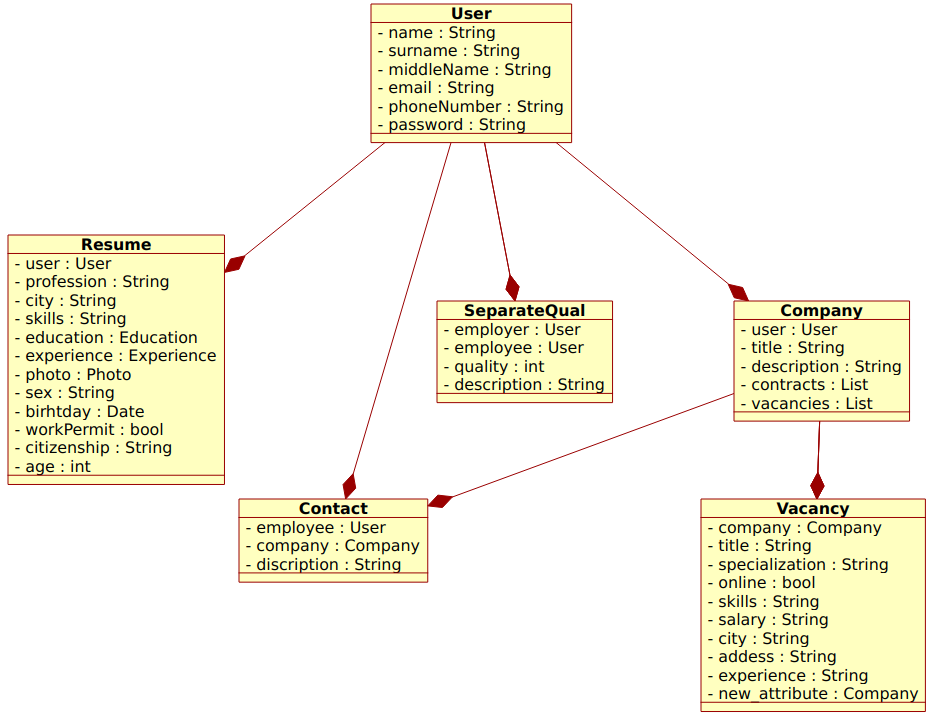 User
- name : String
- surname : String
- middleName : String
- email : String
- phoneNumber : String
- password : String
Resume
- user : User
- profession : String
- city : String
- skills : String
- education : Education
- experience : Experience
- photo : Photo
- sex : String
- birhtday : Date
- workPermit : bool
- citizenship : String
- age : int
SeparateQual
- employer : User
- employee : User
- quality : int
- description : String
Company
- user : User
- title : String
- description : String
- contracts : List
- vacancies : List
Contact
- employee : User
- company : Company
- discription : String
Vacancy
- company : Company
- title : String
- specialization : String
- online : bool
- skills : String
- salary : String
- city : String
- addess : String
- experience : String
- new_attribute : Company